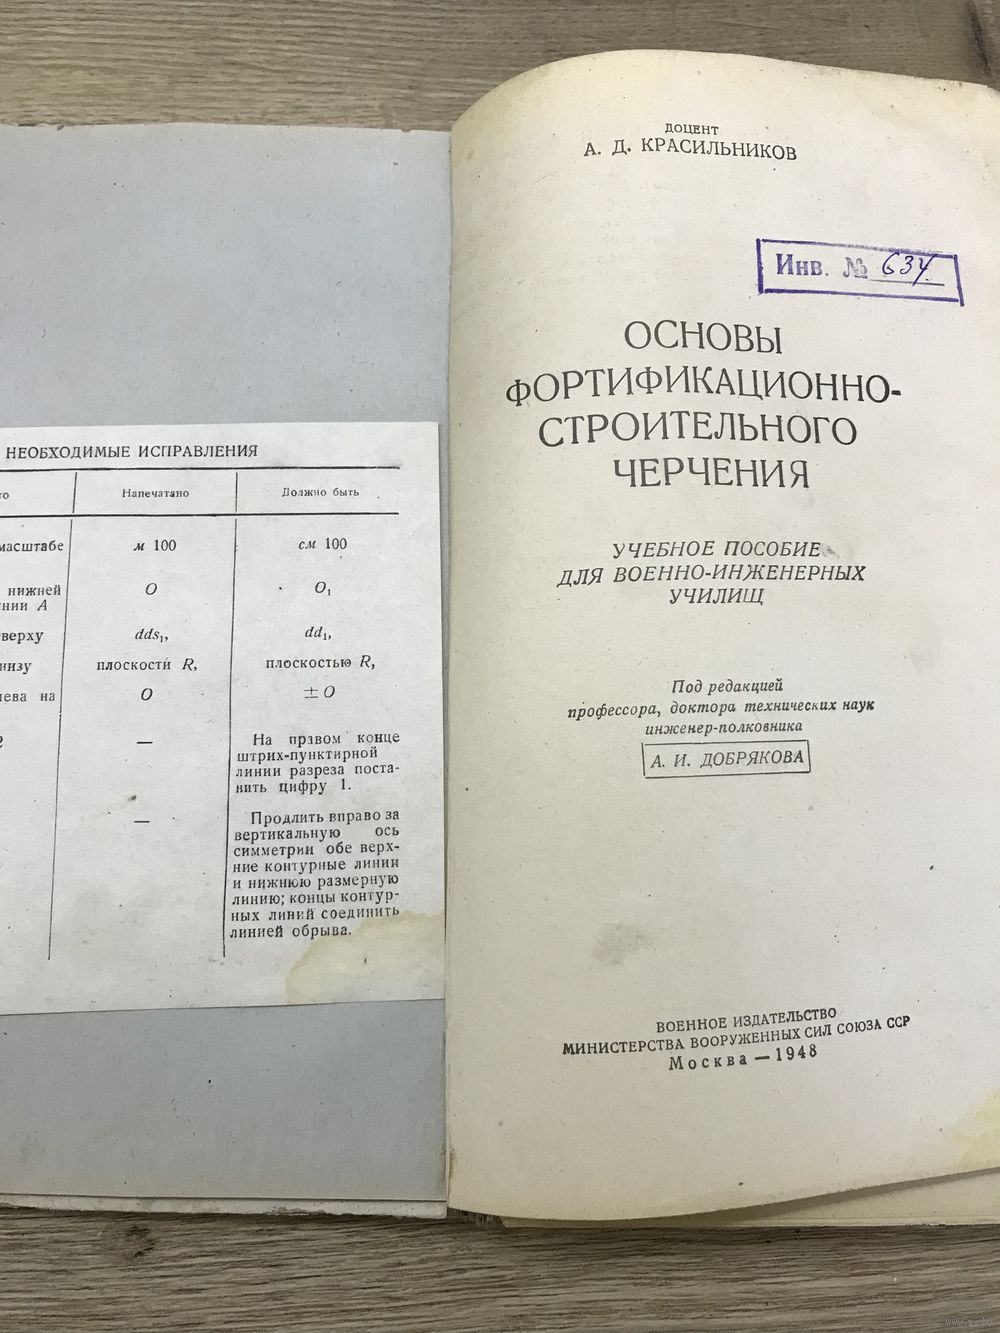 НЕОБХОДИМЫЕ ИСПРАВЛЕНИЯ
Напечатано Должно быть
масштабе м 100 см 100
нижней О О₁
нии А
верху dds₁, dd₁,
низу плоскости R, плоскостью R,
ева на О ± О
— На правом конце
штрих-пунктирной
линии разреза поста-
вить цифру 1.
— Продлить вправо за
вертикальную ось
симметрии обе верх-
ние контурные линии
и нижнюю размерную
линию; концы контур-
ных линий соединить
линией обрыва.
ДОЦЕНТ
А. Д. КРАСИЛЬНИКОВ
Инв. № 634
ОСНОВЫ
ФОРТИФИКАЦИОННО-
СТРОИТЕЛЬНОГО
ЧЕРЧЕНИЯ
УЧЕБНОЕ ПОСОБИЕ
ДЛЯ ВОЕННО-ИНЖЕНЕРНЫХ
УЧИЛИЩ
Под редакцией
профессора, доктора технических наук
инженер-полковника
А. И. ДОБРЯКОВА
ВОЕННОЕ ИЗДАТЕЛЬСТВО
МИНИСТЕРСТВА ВООРУЖЕННЫХ СИЛ СОЮЗА ССР
Москва — 1948